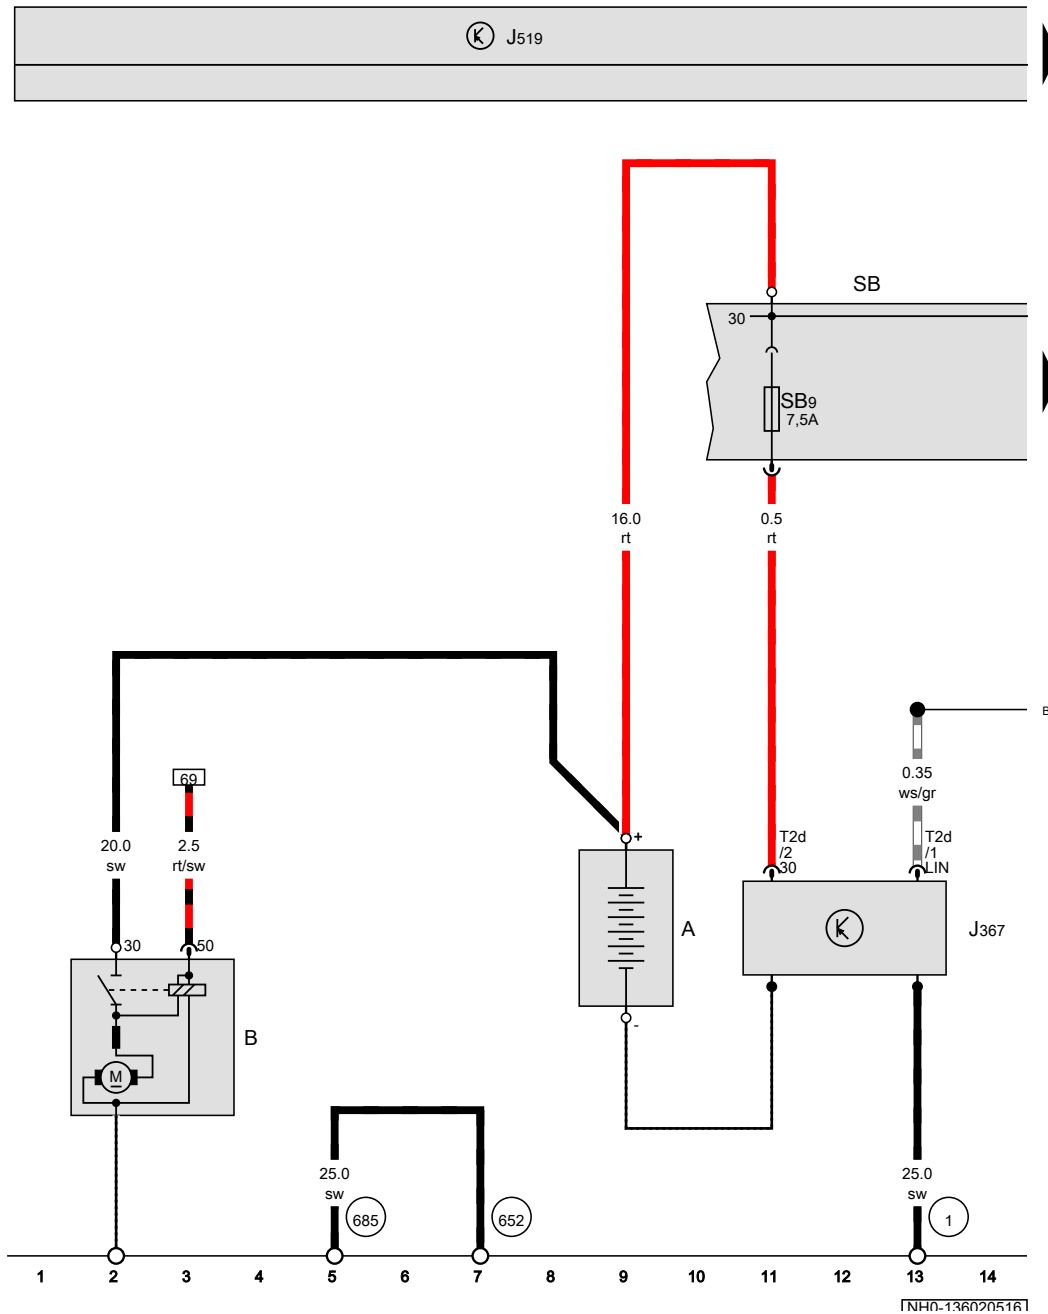 J519
SB
30
SB9
7,5A
16.0
rt
0.5
rt
B
69
0.35
ws/gr
20.0
sw
2.5
rt/sw
+
T2d
/2
30
T2d
/1
LIN
A
J367
30
50
-
B
M
25.0
sw
685
652
25.0
sw
1
1 2 3 4 5 6 7 8 9 10 11 12 13 14
NH0-136020516